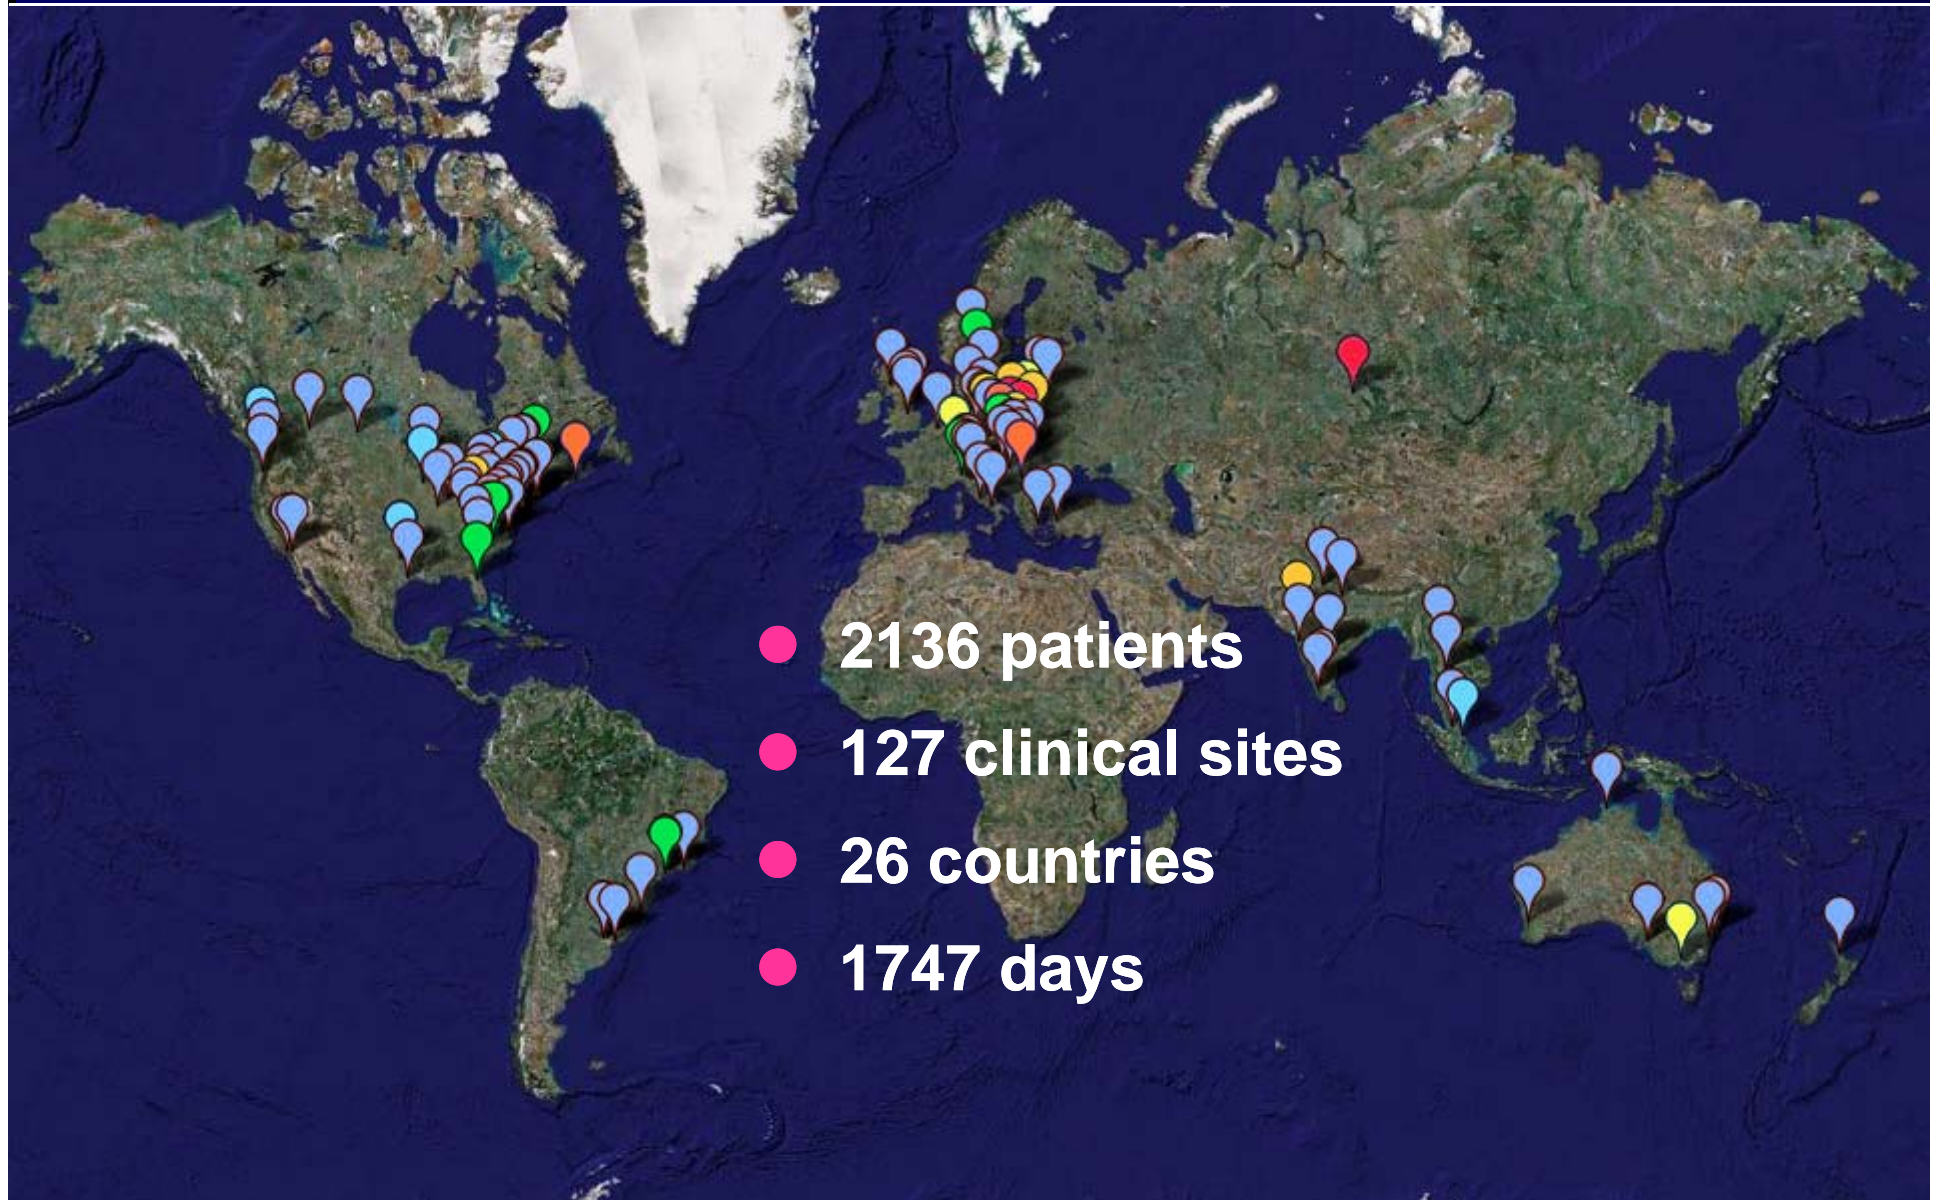 2136 patients
127 clinical sites
26 countries
1747 days